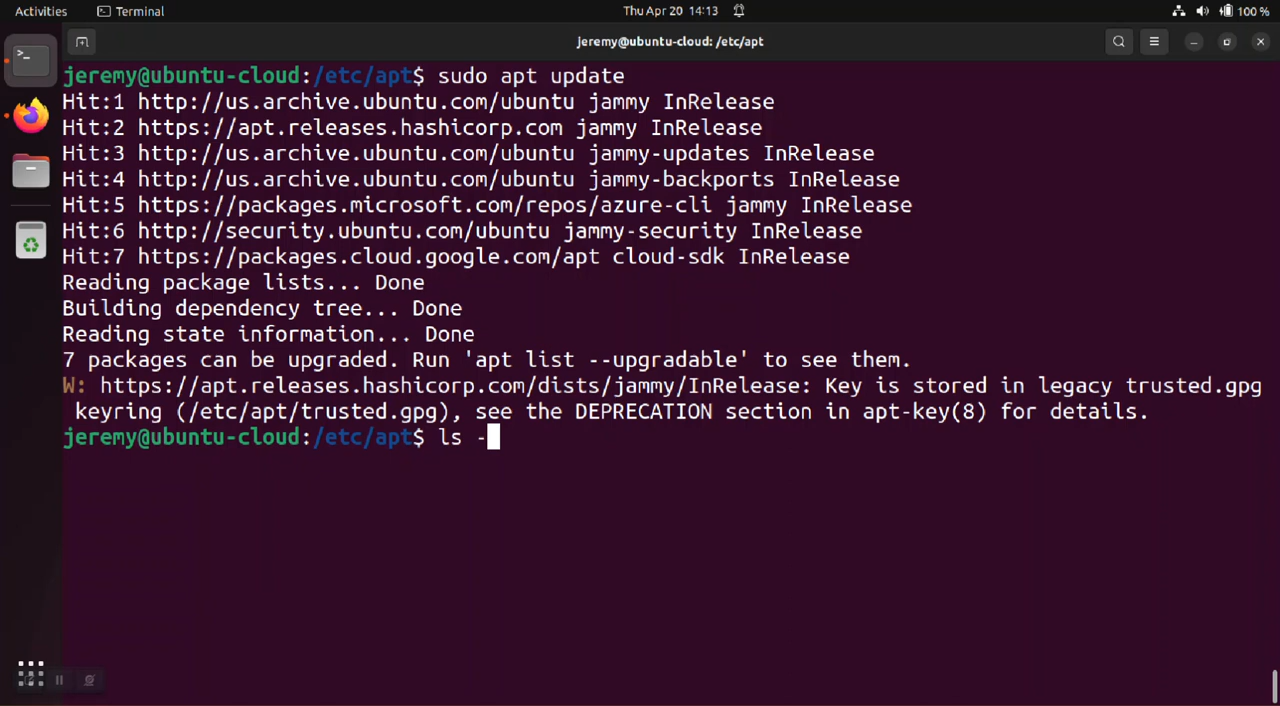 Activities Terminal Thu Apr 20 14:13 100 %
jeremy@ubuntu-cloud: /etc/apt
jeremy@ubuntu-cloud:/etc/apt$ sudo apt update
Hit:1 http://us.archive.ubuntu.com/ubuntu jammy InRelease
Hit:2 https://apt.releases.hashicorp.com jammy InRelease
Hit:3 http://us.archive.ubuntu.com/ubuntu jammy-updates InRelease
Hit:4 http://us.archive.ubuntu.com/ubuntu jammy-backports InRelease
Hit:5 https://packages.microsoft.com/repos/azure-cli jammy InRelease
Hit:6 http://security.ubuntu.com/ubuntu jammy-security InRelease
Hit:7 https://packages.cloud.google.com/apt cloud-sdk InRelease
Reading package lists... Done
Building dependency tree... Done
Reading state information... Done
7 packages can be upgraded. Run 'apt list --upgradable' to see them.
W: https://apt.releases.hashicorp.com/dists/jammy/InRelease: Key is stored in legacy trusted.gpg
keyring (/etc/apt/trusted.gpg), see the DEPRECATION section in apt-key(8) for details.
jeremy@ubuntu-cloud:/etc/apt$ ls -